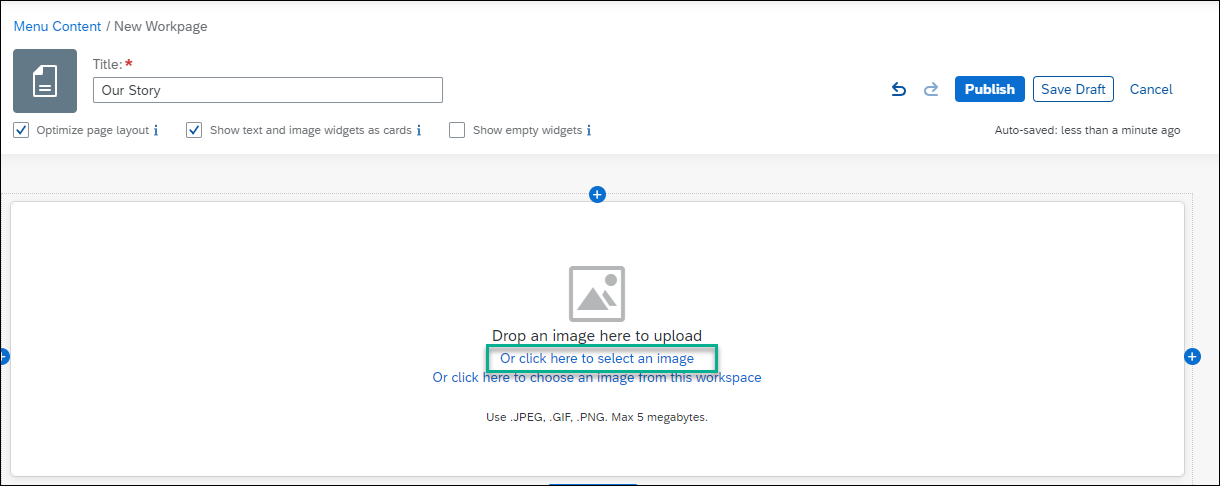 Menu Content / New Workpage
Title: *
Our Story
Publish
Save Draft
Cancel
Optimize page layout i
Show text and image widgets as cards i
Show empty widgets i
Auto-saved: less than a minute ago
Drop an image here to upload
Or click here to select an image
Or click here to choose an image from this workspace
Use .JPEG, .GIF, .PNG. Max 5 megabytes.